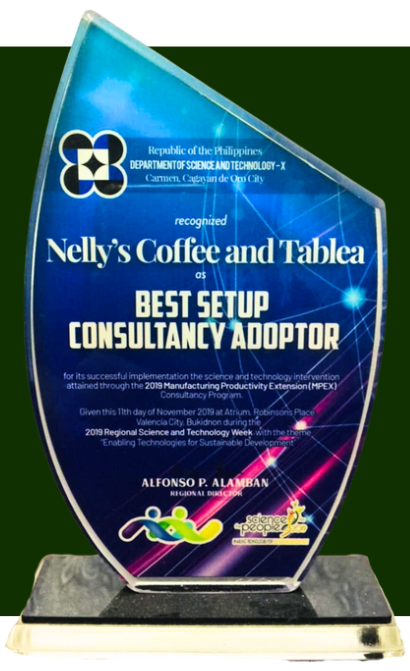 Republic of the Philippines
DEPARTMENT OF SCIENCE AND TECHNOLOGY - X
Carmen, Cagayan de Oro City
recognized
Nelly's Coffee and Tablea
as
BEST SETUP
CONSULTANCY ADOPTOR
for its successful implementation the science and technology intervention
attained through the 2019 Manufacturing Productivity Extension (MPEX)
Consultancy Program.
Given this 11th day of November 2019 at Atrium, Robinsons Place,
Valencia City, Bukidnon during the
2019 Regional Science and Technology Week with the theme
"Enabling Technologies for Sustainable Development"
ALFONSO P. ALAMBAN
REGIONAL DIRECTOR
science
people